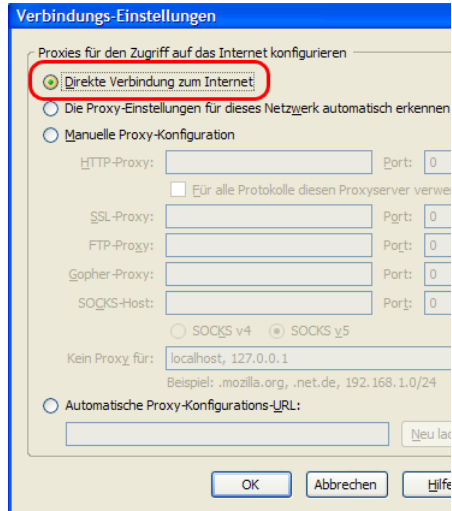 Verbindungs-Einstellungen
Proxies für den Zugriff auf das Internet konfigurieren
Direkte Verbindung zum Internet
Die Proxy-Einstellungen für dieses Netzwerk automatisch erkennen
Manuelle Proxy-Konfiguration
HTTP-Proxy: Port: 0
Für alle Protokolle diesen Proxyserver
SSL-Proxy: Port: 0
FTP-Proxy: Port: 0
Gopher-Proxy: Port: 0
SOCKS-Host: Port: 0
SOCKS v4 SOCKS v5
Kein Proxy für: localhost, 127.0.0.1
Beispiel: .mozilla.org, .net.de, 192.168.1.0/24
Automatische Proxy-Konfigurations-URL:
Neu
OK Abbrechen Hilfe